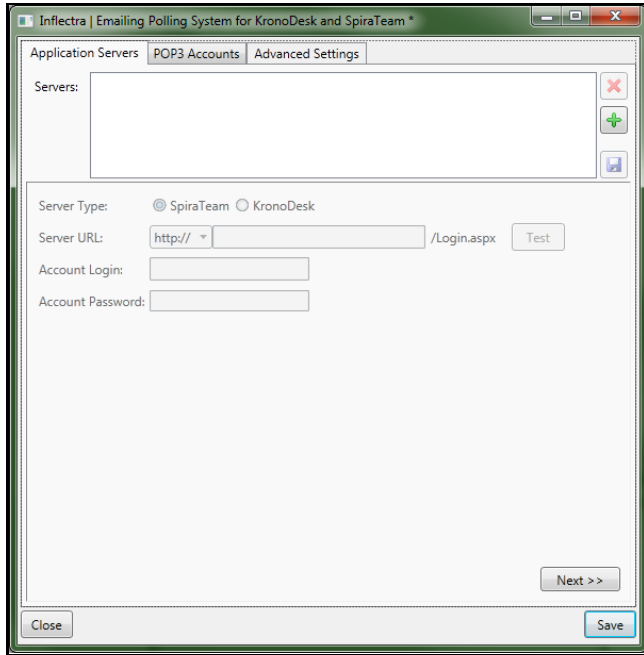 Inflectra | Emailing Polling System for KronoDesk and SpiraTeam *
Application Servers POP3 Accounts Advanced Settings
Servers:
Server Type: SpiraTeam KronoDesk
Server URL: http:// /Login.aspx Test
Account Login:
Account Password:
Next >>
Close Save